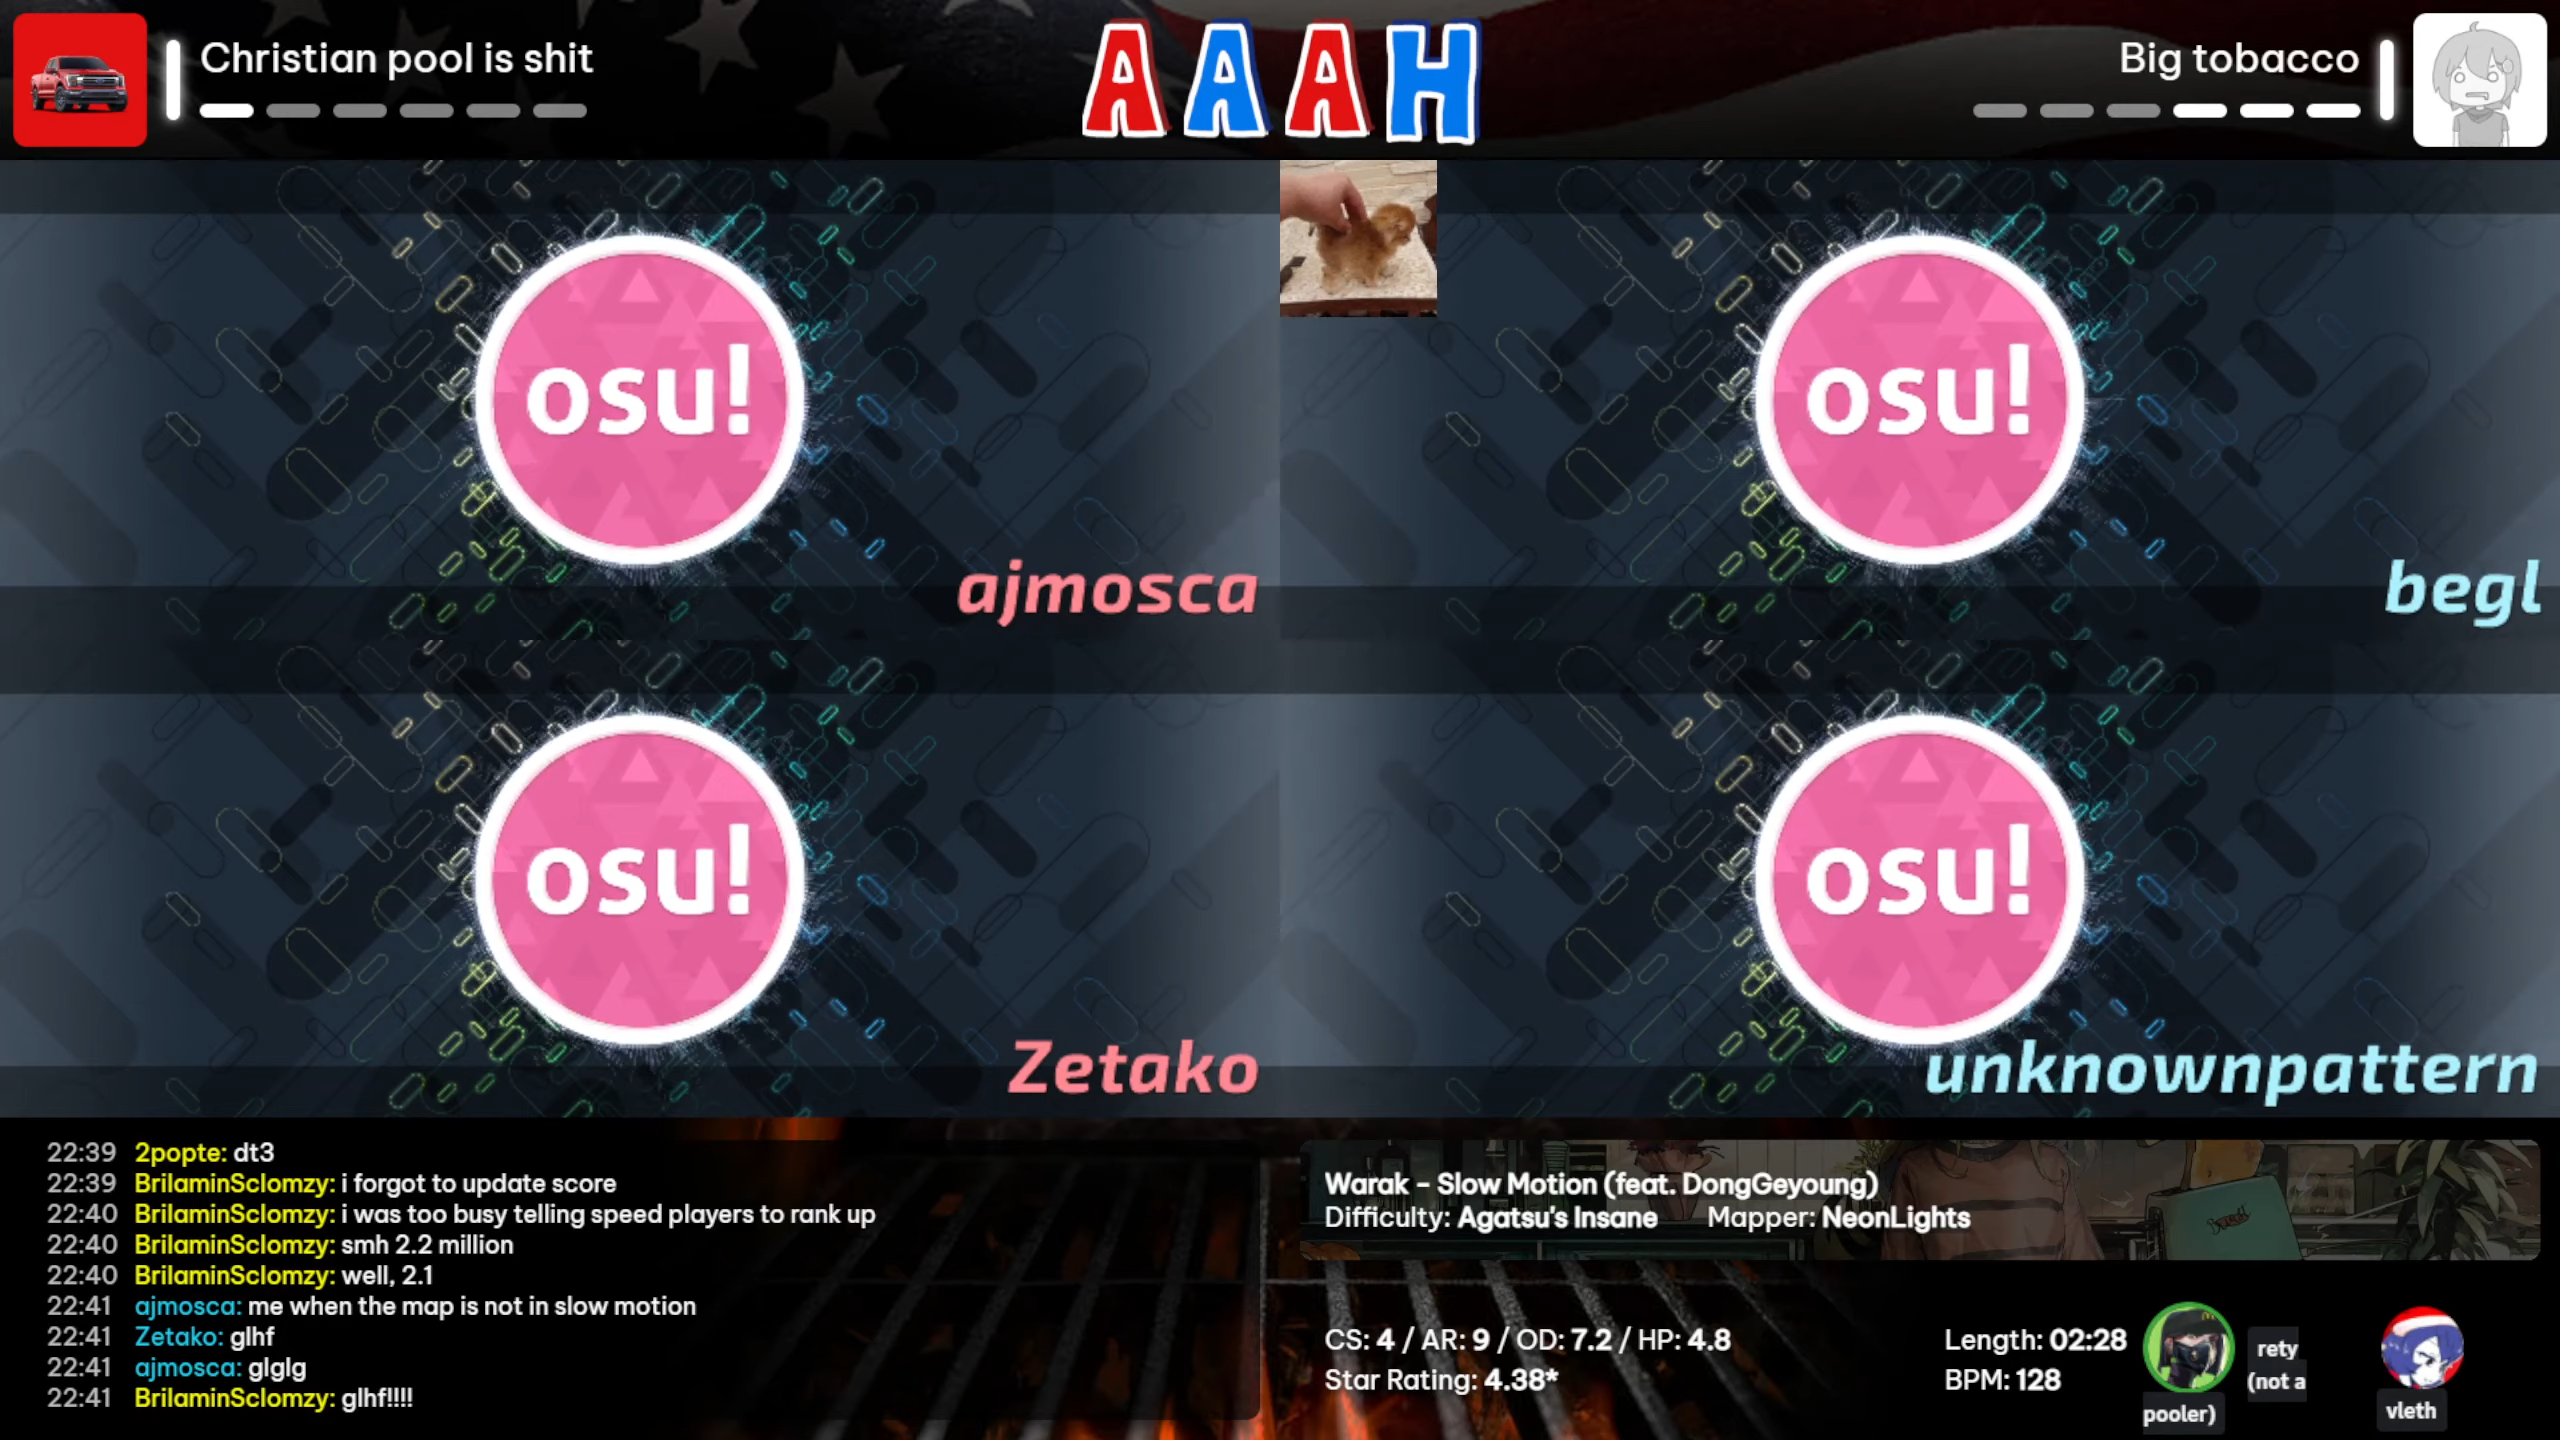 Christian pool is shit
AAAH
Big tobacco
osu!
ajmosca
osu!
begl
osu!
Zetako
osu!
unknownpattern
22:39 2popte: dt3
22:39 BrilaminSclomzy: i forgot to update score
22:40 BrilaminSclomzy: i was too busy telling speed players to rank up
22:40 BrilaminSclomzy: smh 2.2 million
22:40 BrilaminSclomzy: well, 2.1
22:41 ajmosca: me when the map is not in slow motion
22:41 Zetako: glhf
22:41 ajmosca: glglg
22:41 BrilaminSclomzy: glhf!!!!
Warak - Slow Motion (feat. DongGeyoung)
Difficulty: Agatsu's Insane Mapper: NeonLights
CS: 4 / AR: 9 / OD: 7.2 / HP: 4.8
Star Rating: 4.38*
Length: 02:28
BPM: 128
rety
(not a
pooler)
vleth